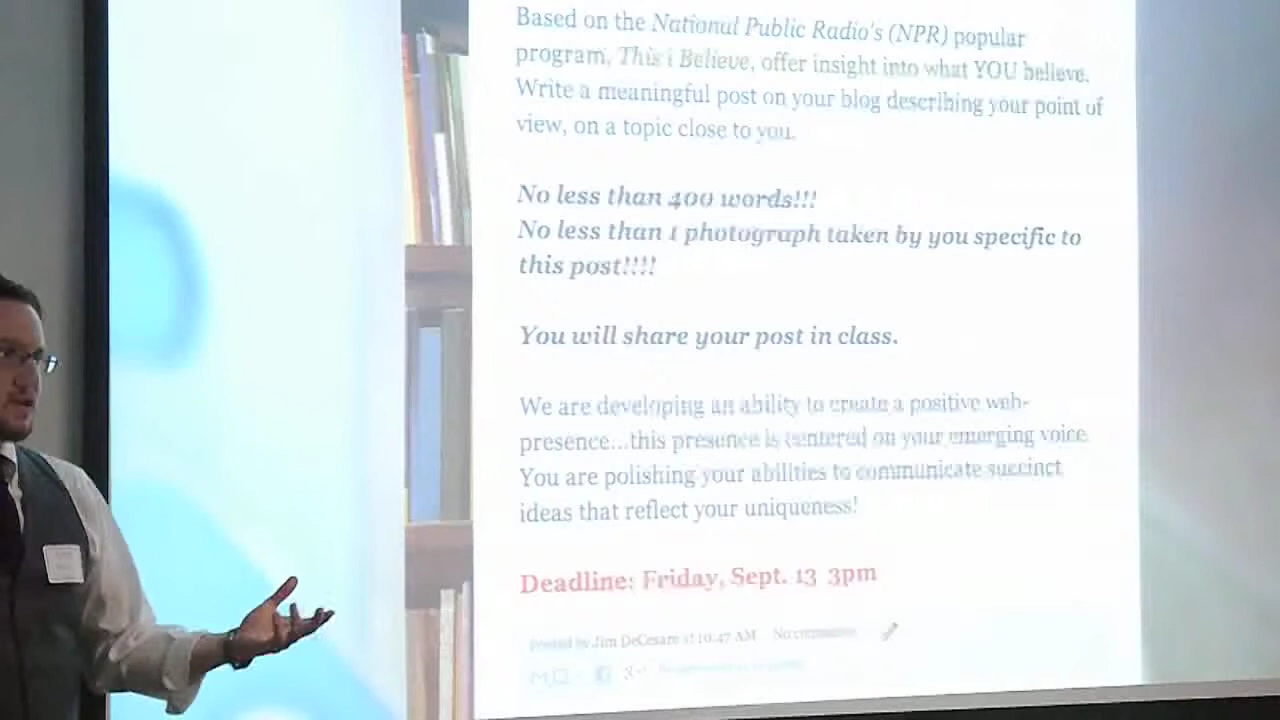 Based on the National Public Radio's (NPR) popular
program, This i Believe, offer insight into what YOU believe.
Write a meaningful post on your blog describing your point of
view, on a topic close to you.
No less than 400 words!!!
No less than 1 photograph taken by you specific to
this post!!!!
You will share your post in class.
We are developing an ability to create a positive web-
presence...this presence is centered on your emerging voice
You are polishing your abilities to communicate succinct
ideas that reflect your uniqueness!
Deadline: Friday, Sept. 13 3pm
Posted by Jim DeCesare at 10:47 AM No comments